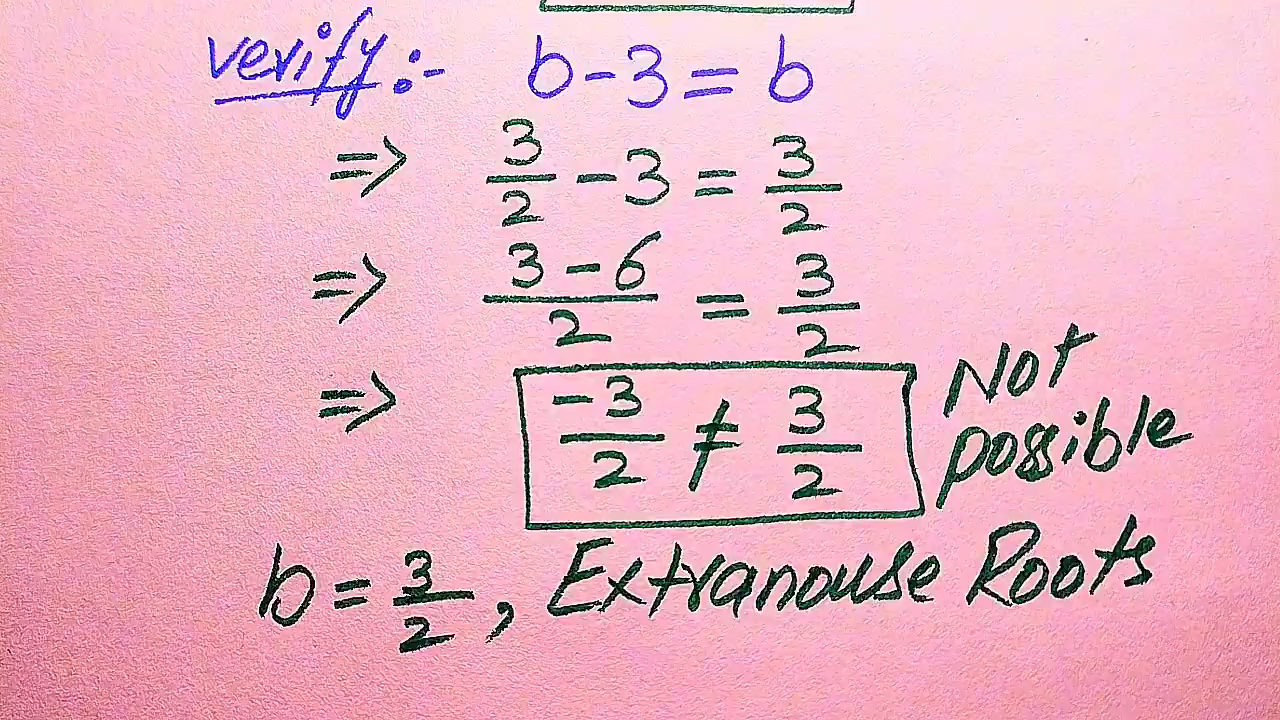 verify:- b-3=b
=> 3/2 - 3 = 3/2
=> 3-6/2 = 3/2
=> -3/2 ≠ 3/2 Not possible
b = 3/2, Extranouse Roots